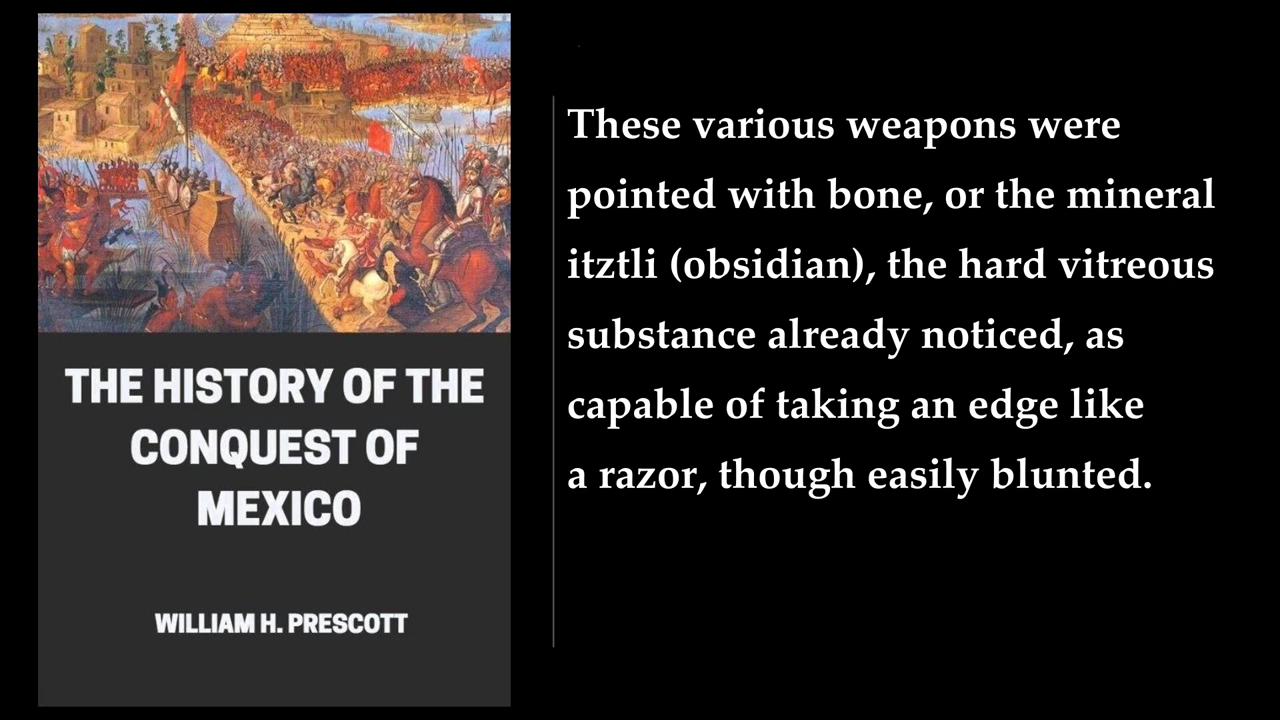 THE HISTORY OF THE
CONQUEST OF
MEXICO
WILLIAM H. PRESCOTT
These various weapons were
pointed with bone, or the mineral
itztli (obsidian), the hard vitreous
substance already noticed, as
capable of taking an edge like
a razor, though easily blunted.